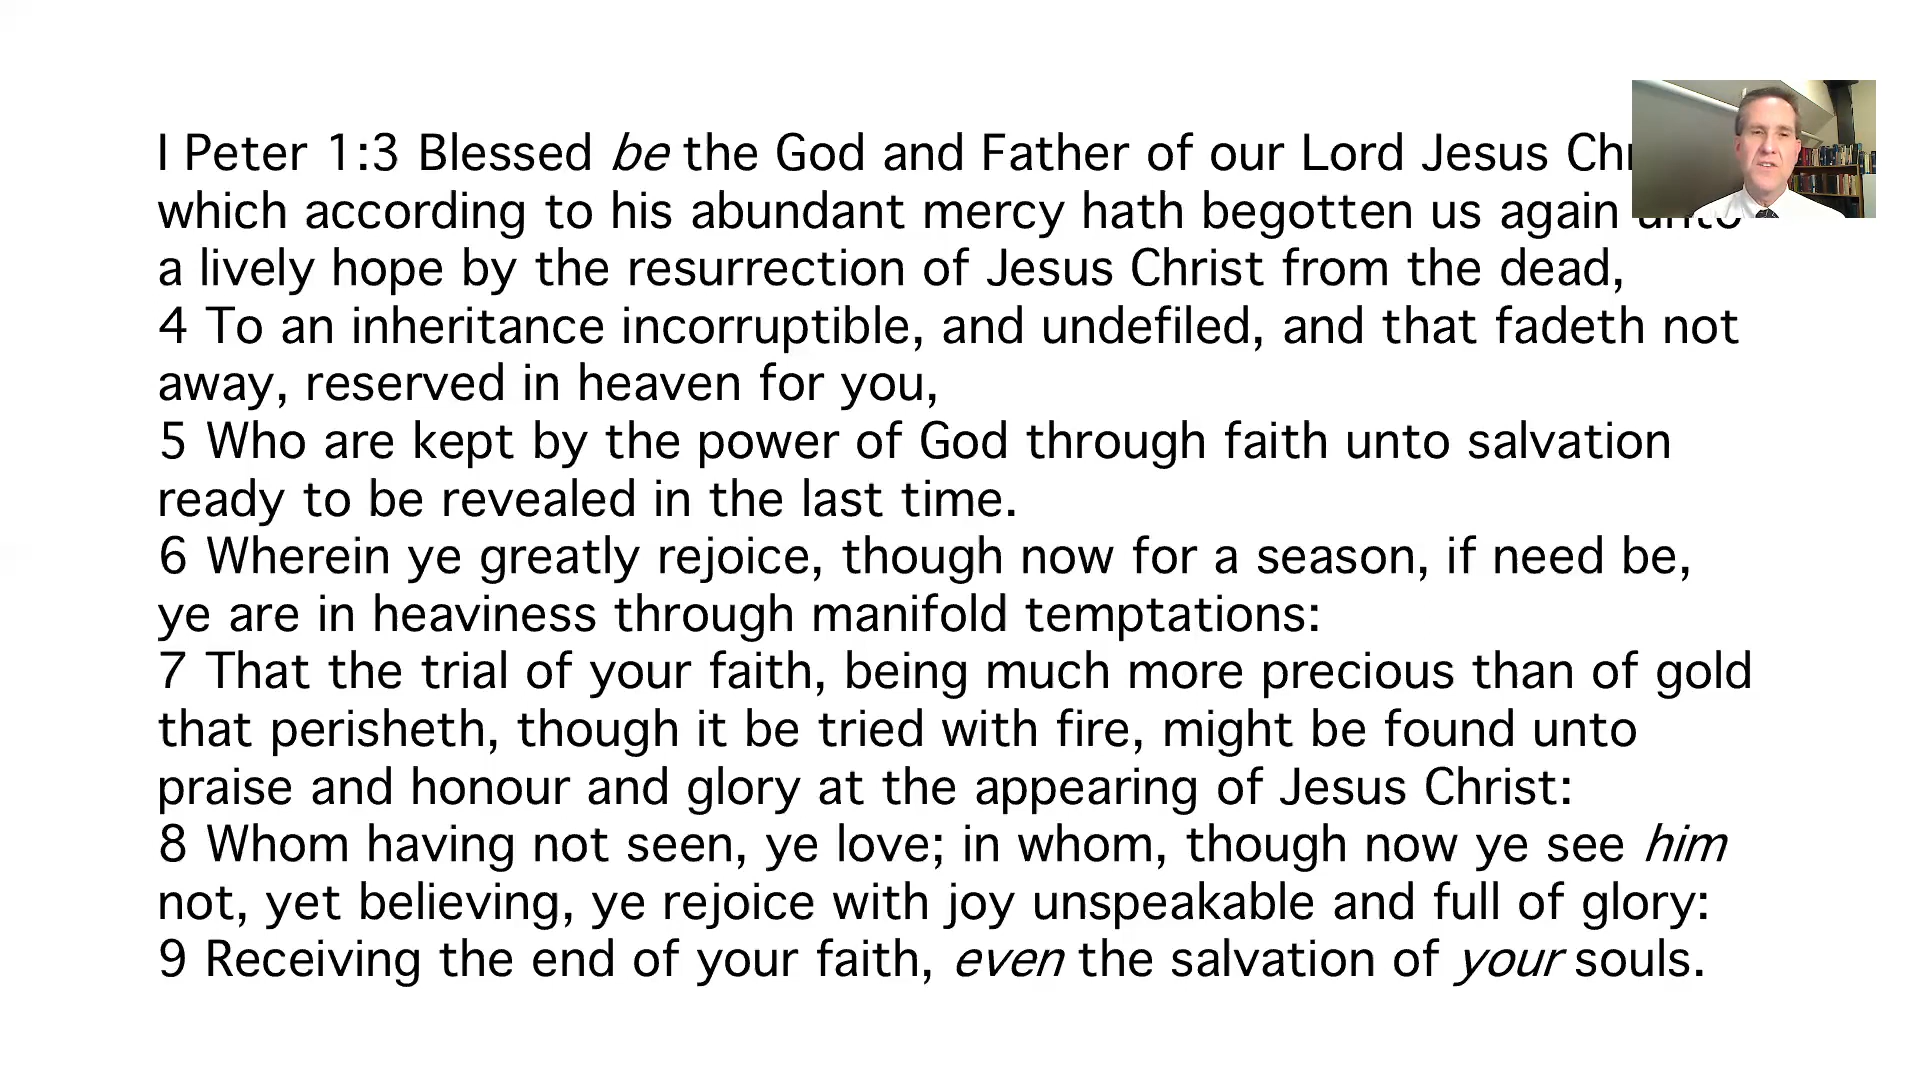 I Peter 1:3 Blessed be the God and Father of our Lord Jesus
which according to his abundant mercy hath begotten us again unto
a lively hope by the resurrection of Jesus Christ from the dead,
4 To an inheritance incorruptible, and undefiled, and that fadeth not
away, reserved in heaven for you,
5 Who are kept by the power of God through faith unto salvation
ready to be revealed in the last time.
6 Wherein ye greatly rejoice, though now for a season, if need be,
ye are in heaviness through manifold temptations:
7 That the trial of your faith, being much more precious than of gold
that perisheth, though it be tried with fire, might be found unto
praise and honour and glory at the appearing of Jesus Christ:
8 Whom having not seen, ye love; in whom, though now ye see him
not, yet believing, ye rejoice with joy unspeakable and full of glory:
9 Receiving the end of your faith, even the salvation of your souls.